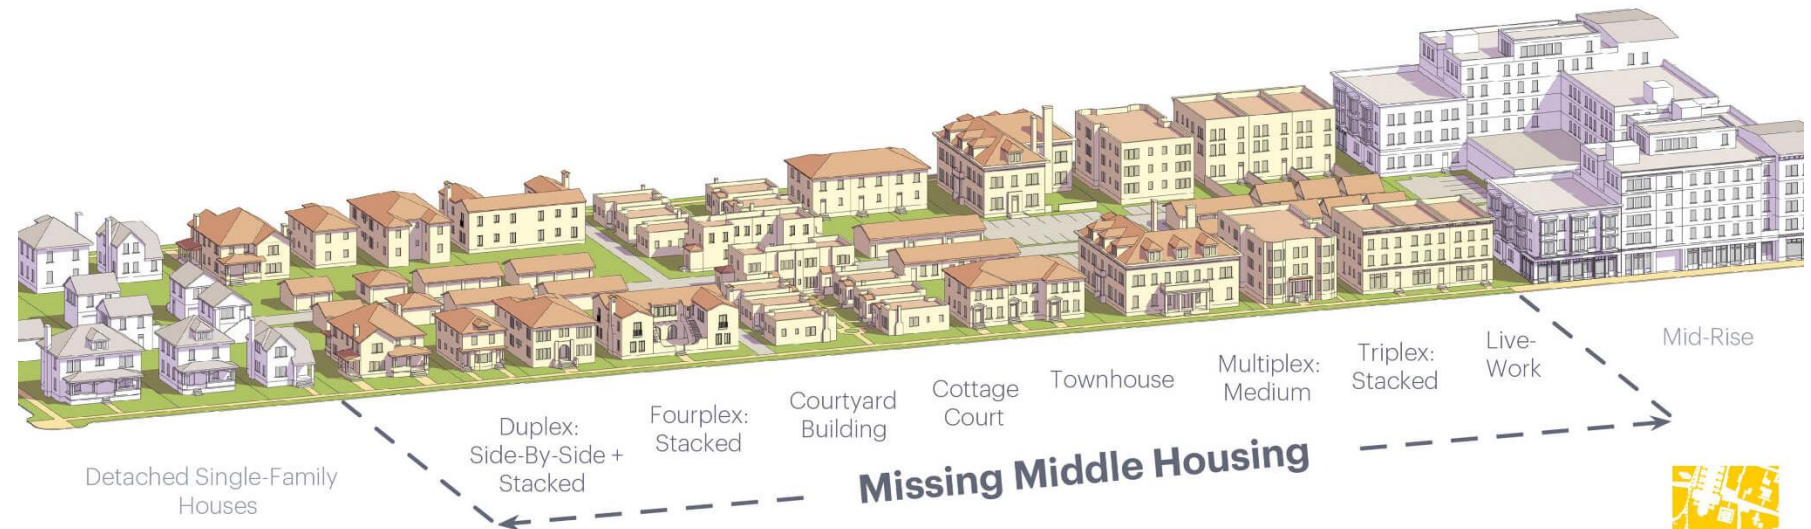 Detached Single-Family
Houses
Duplex:
Side-By-Side +
Stacked
Fourplex:
Stacked
Courtyard
Building
Cottage
Court
Townhouse
Multiplex:
Medium
Triplex:
Stacked
Live-
Work
Mid-Rise
Missing Middle Housing